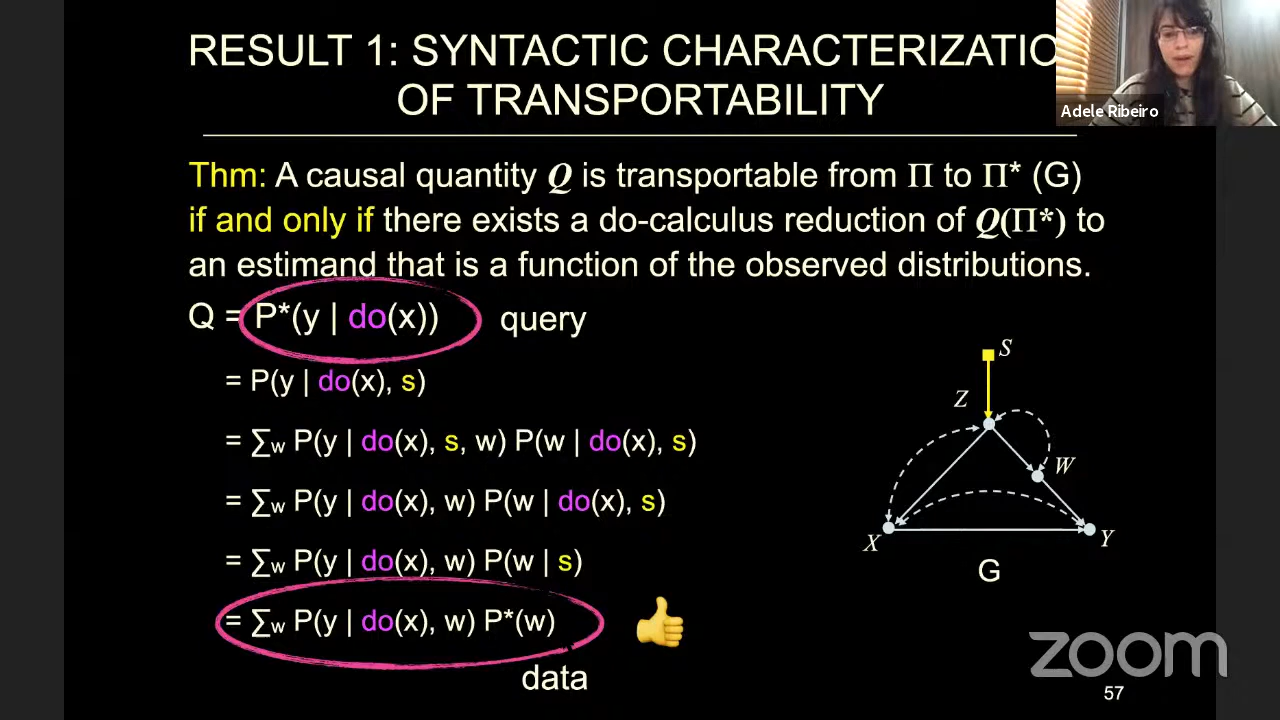 RESULT 1: SYNTACTIC CHARACTERIZATIO
OF TRANSPORTABILITY
Adele Ribeiro
Thm: A causal quantity Q is transportable from Π to Π* (G)
if and only if there exists a do-calculus reduction of Q(Π*) to
an estimand that is a function of the observed distributions.
Q = P*(y | do(x)) query
= P(y | do(x), s)
= ∑w P(y | do(x), s, w) P(w | do(x), s)
= ∑w P(y | do(x), w) P(w | do(x), s)
= ∑w P(y | do(x), w) P(w | s)
= ∑w P(y | do(x), w) P*(w)
data
S
Z
W
X
Y
G
zoom
57